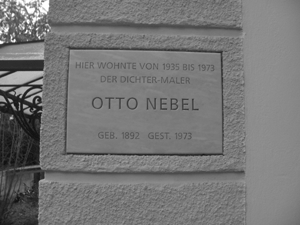 HIER WOHNTE VON 1935 BIS 1973
DER DICHTER-MALER
OTTO NEBEL
GEB. 1892 GEST. 1973